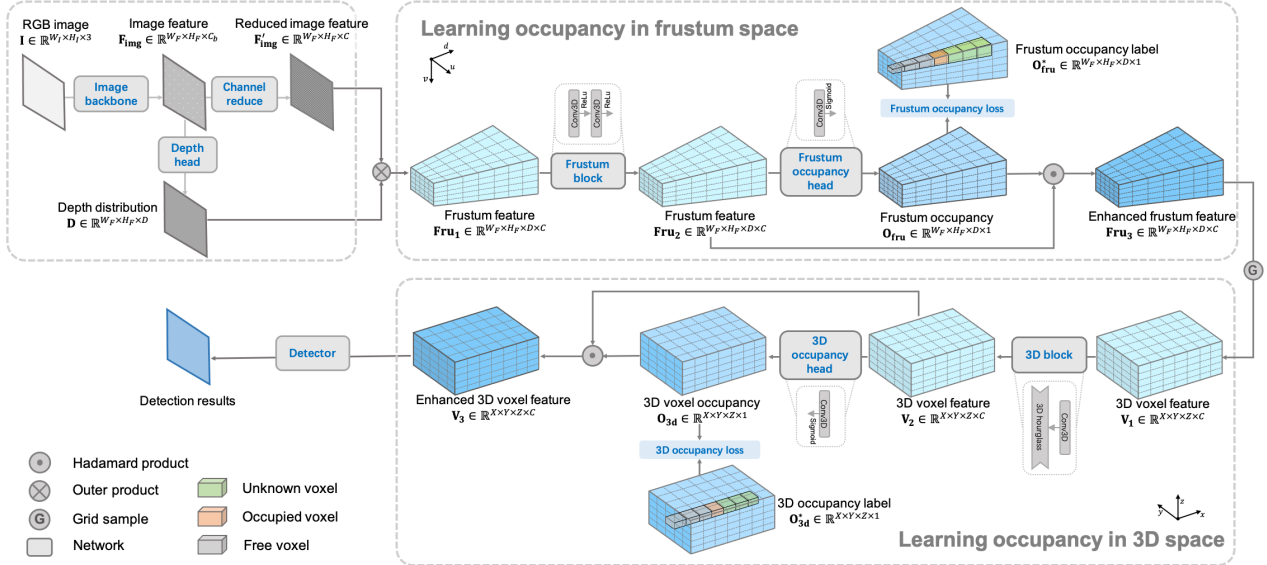 RGB image
𝐈 ∈ ℝ^{W_I×H_I×3}
Image feature
𝐅_img ∈ ℝ^{W_F×H_F×C_b}
Reduced image feature
𝐅′_img ∈ ℝ^{W_F×H_F×C}
Image
backbone
Channel
reduce
Depth
head
Depth distribution
𝐃 ∈ ℝ^{W_F×H_F×D}
Learning occupancy in frustum space
d
u
v
Conv3D
ReLu
Conv3D
ReLu
Conv3D
Sigmoid
Frustum occupancy label
𝐎*_fru ∈ ℝ^{W_F×H_F×D×1}
Frustum occupancy loss
Frustum
block
Frustum
occupancy
head
Frustum feature
𝐅𝐫𝐮_1 ∈ ℝ^{W_F×H_F×D×C}
Frustum feature
𝐅𝐫𝐮_2 ∈ ℝ^{W_F×H_F×D×C}
Frustum occupancy
𝐎_fru ∈ ℝ^{W_F×H_F×D×1}
Enhanced frustum feature
𝐅𝐫𝐮_3 ∈ ℝ^{W_F×H_F×D×C}
G
Detection results
Detector
Enhanced 3D voxel feature
𝐕_3 ∈ ℝ^{X×Y×Z×C}
3D voxel occupancy
𝐎_3d ∈ ℝ^{X×Y×Z×1}
3D
occupancy
head
Conv3D
Sigmoid
3D voxel feature
𝐕_2 ∈ ℝ^{X×Y×Z×C}
3D block
3D hourglass
Conv3D
3D voxel feature
𝐕_1 ∈ ℝ^{X×Y×Z×C}
3D occupancy loss
3D occupancy label
𝐎*_3d ∈ ℝ^{X×Y×Z×1}
z
y
x
Learning occupancy in 3D space
Hadamard product
Outer product
G Grid sample
Network
Unknown voxel
Occupied voxel
Free voxel